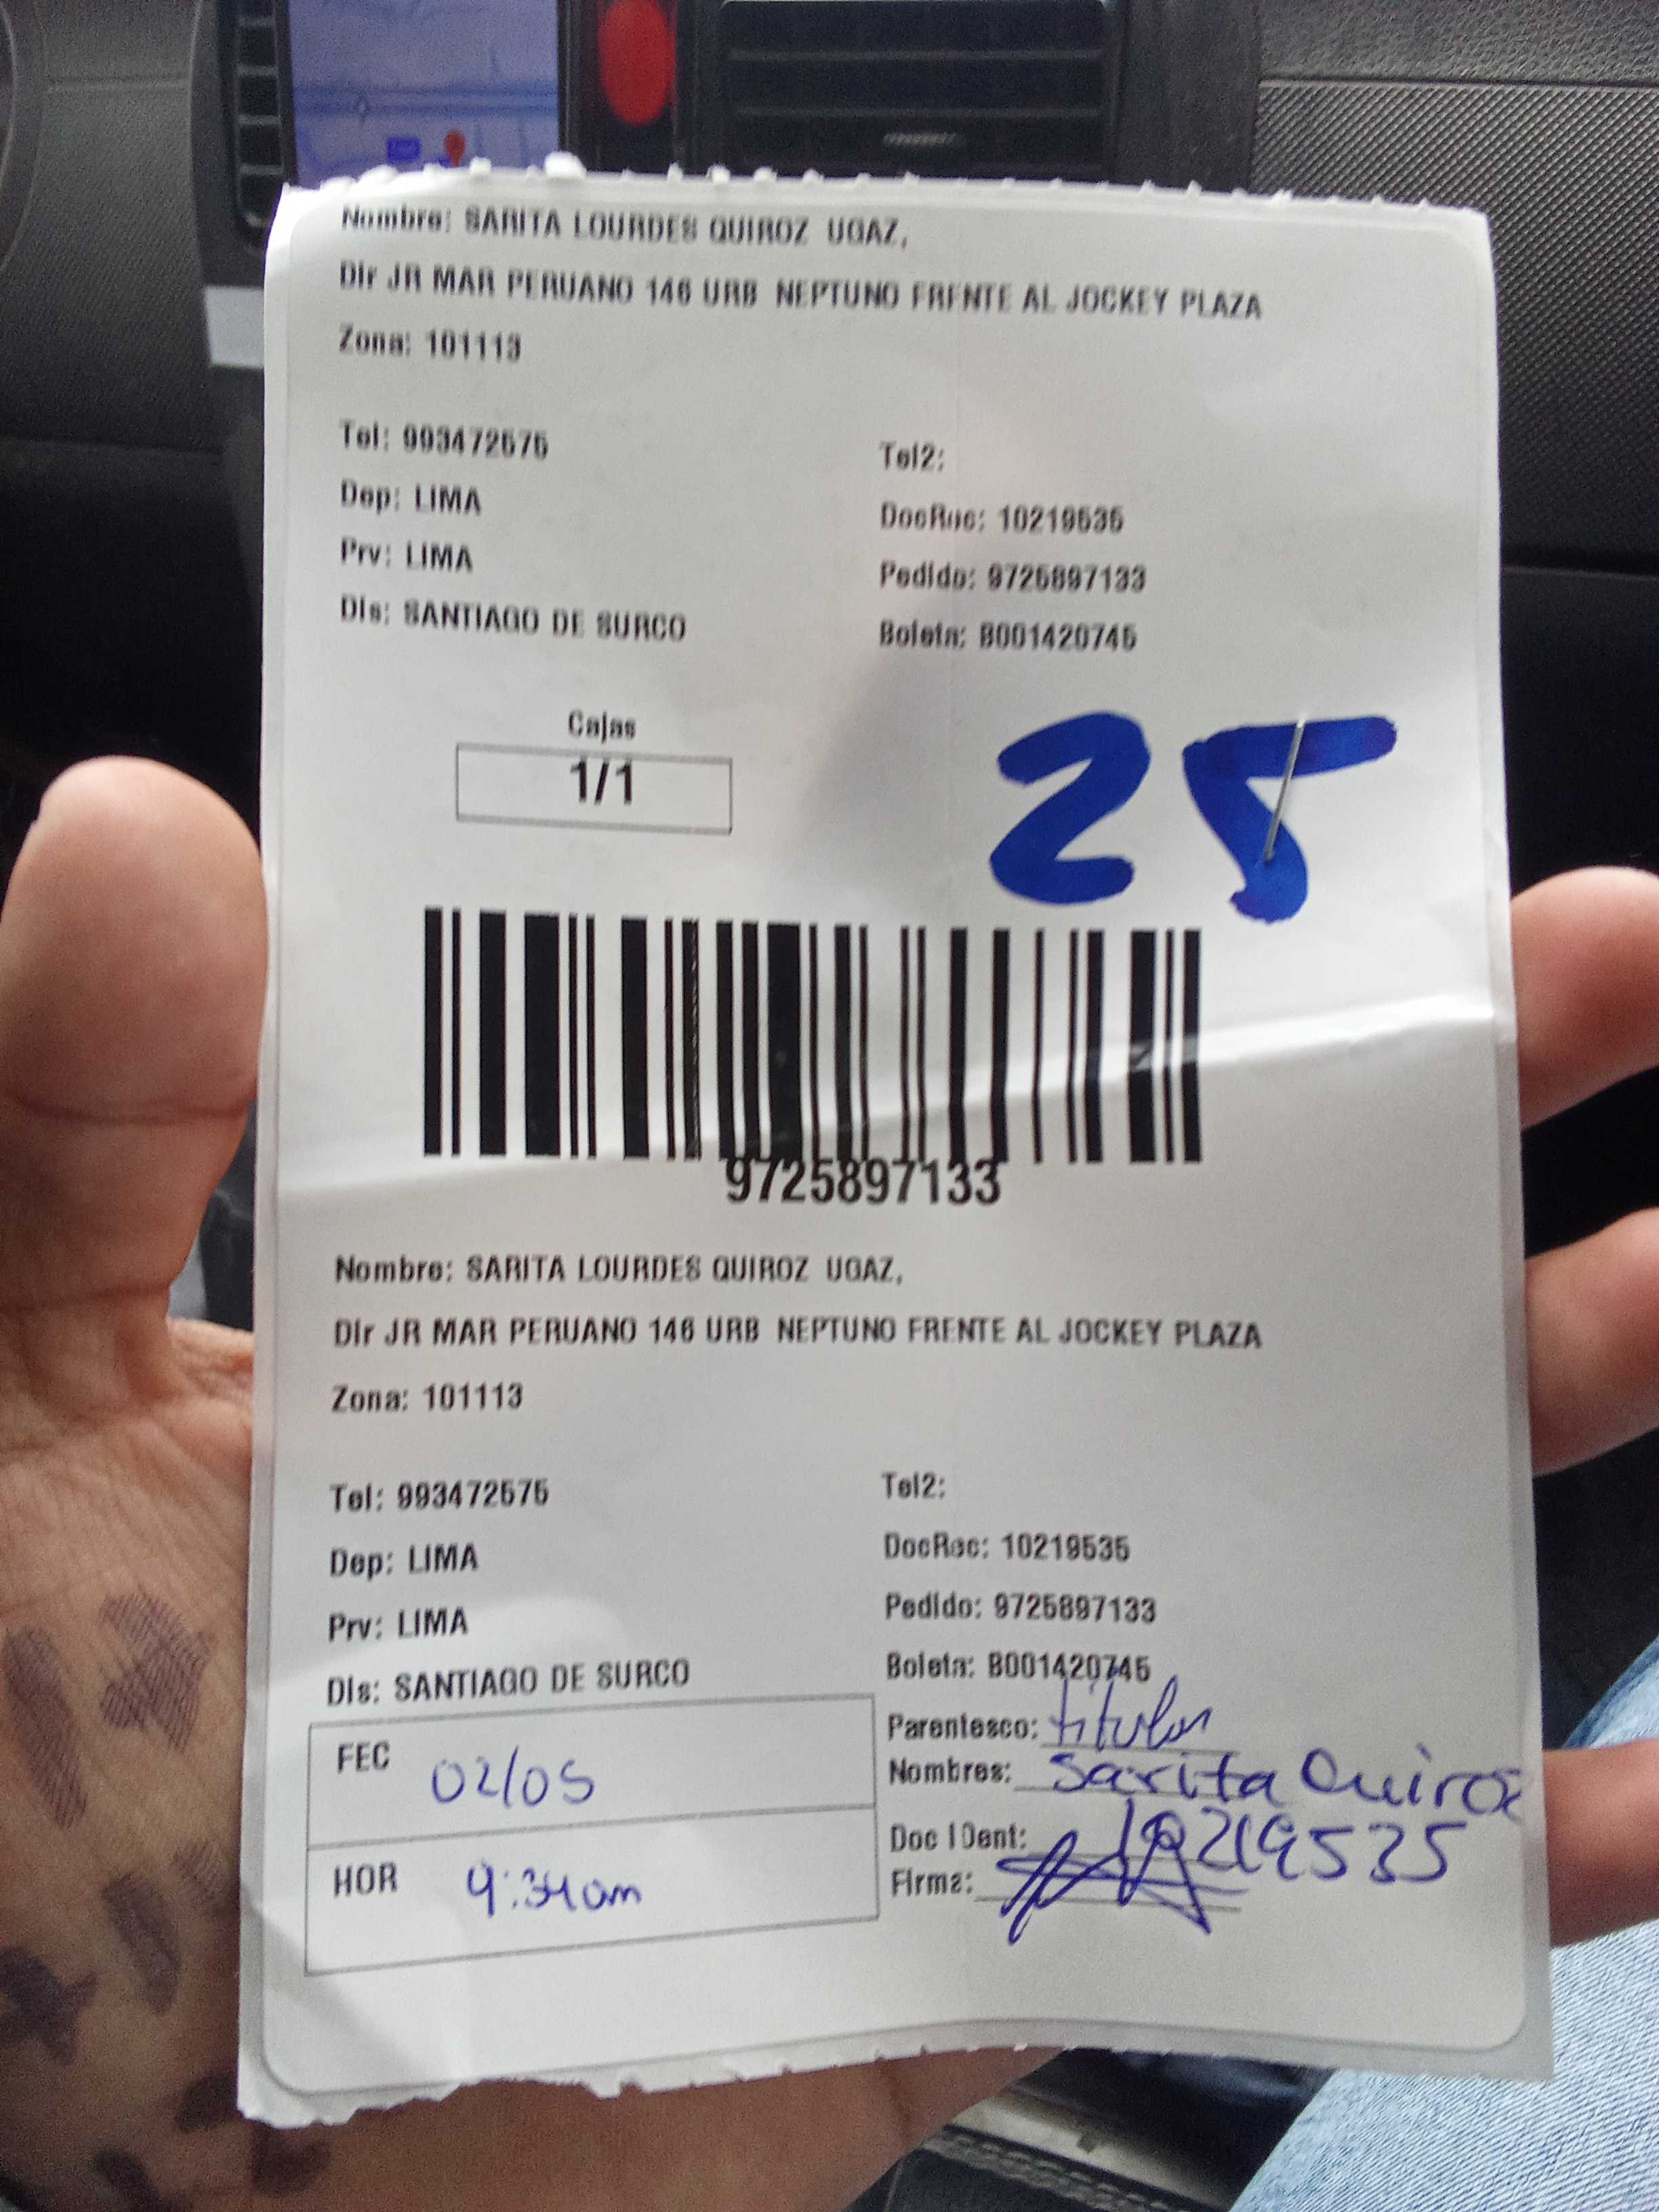 Nombre: SARITA LOURDES QUIROZ UGAZ,
Dir JR MAR PERUANO 146 URB NEPTUNO FRENTE AL JOCKEY PLAZA
Zona: 101113
Tel: 993472575
Tel2:
Dep: LIMA
DocRec: 10219535
Prv: LIMA
Pedido: 9725897133
Dis: SANTIAGO DE SURCO
Boleta: B001420745
Cajas
1/1
25
9725897133
Nombre: SARITA LOURDES QUIROZ UGAZ,
Dir JR MAR PERUANO 146 URB NEPTUNO FRENTE AL JOCKEY PLAZA
Zona: 101113
Tel: 993472575
Tel2:
Dep: LIMA
DocRec: 10219535
Prv: LIMA
Pedido: 9725897133
Dis: SANTIAGO DE SURCO
Boleta: B001420745
FEC 02/05
Parentesco: titular
Nombres: Sarita Quiroz
HOR 9:34am
Doc IDent: 10219535
Firma: